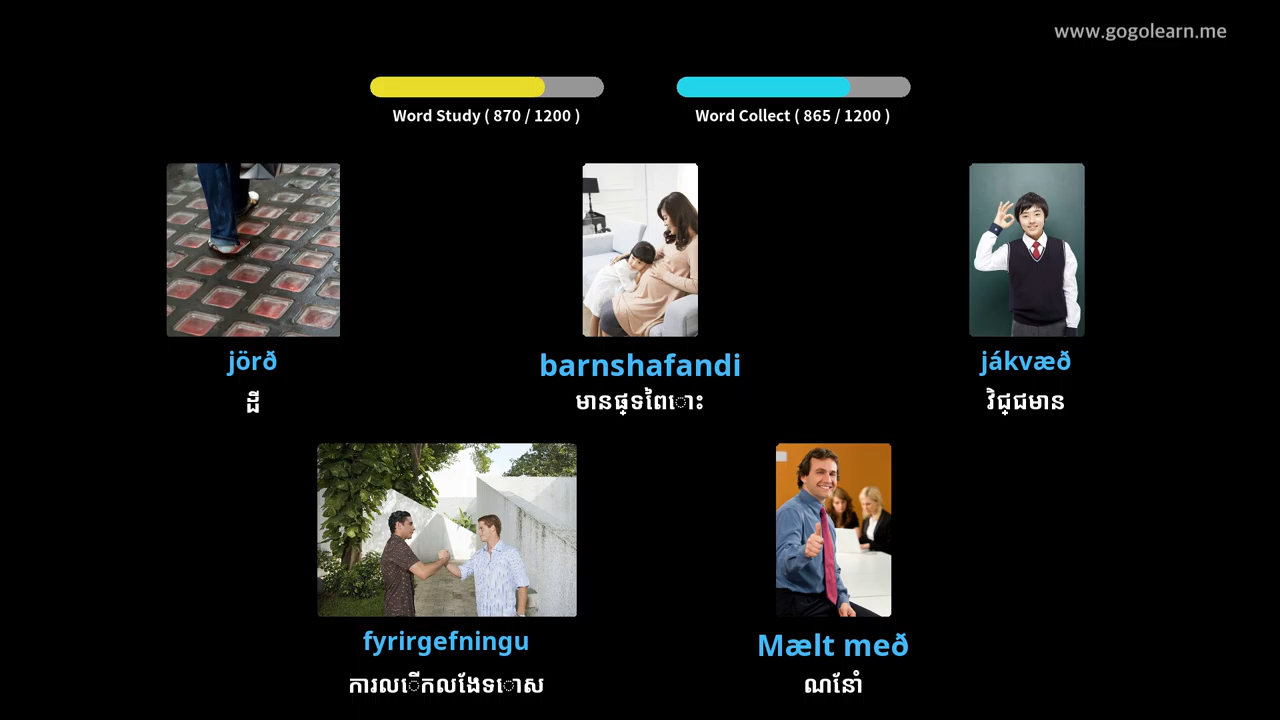 www.gogolearn.me
Word Study ( 870 / 1200 )
Word Collect ( 865 / 1200 )
jörð
barnshafandi
jákvæð
ដី
មានផ្ទៃពោះ
វិជ្ជមាន
fyrirgefningu
Mælt með
ការលើកលែងទោស
ណែនាំ